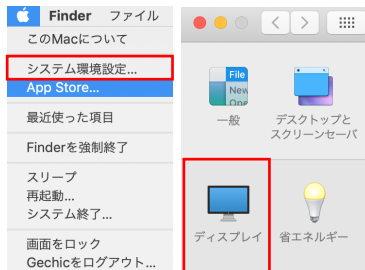 Finder ファイル
このMacについて
システム環境設定...
App Store...
最近使った項目
Finderを強制終了
スリープ
再起動...
システム終了...
画面をロック
Gechicをログアウト...
File
New
Ope
一般
デスクトップと
スクリーンセーバ
ディスプレイ
省エネルギー